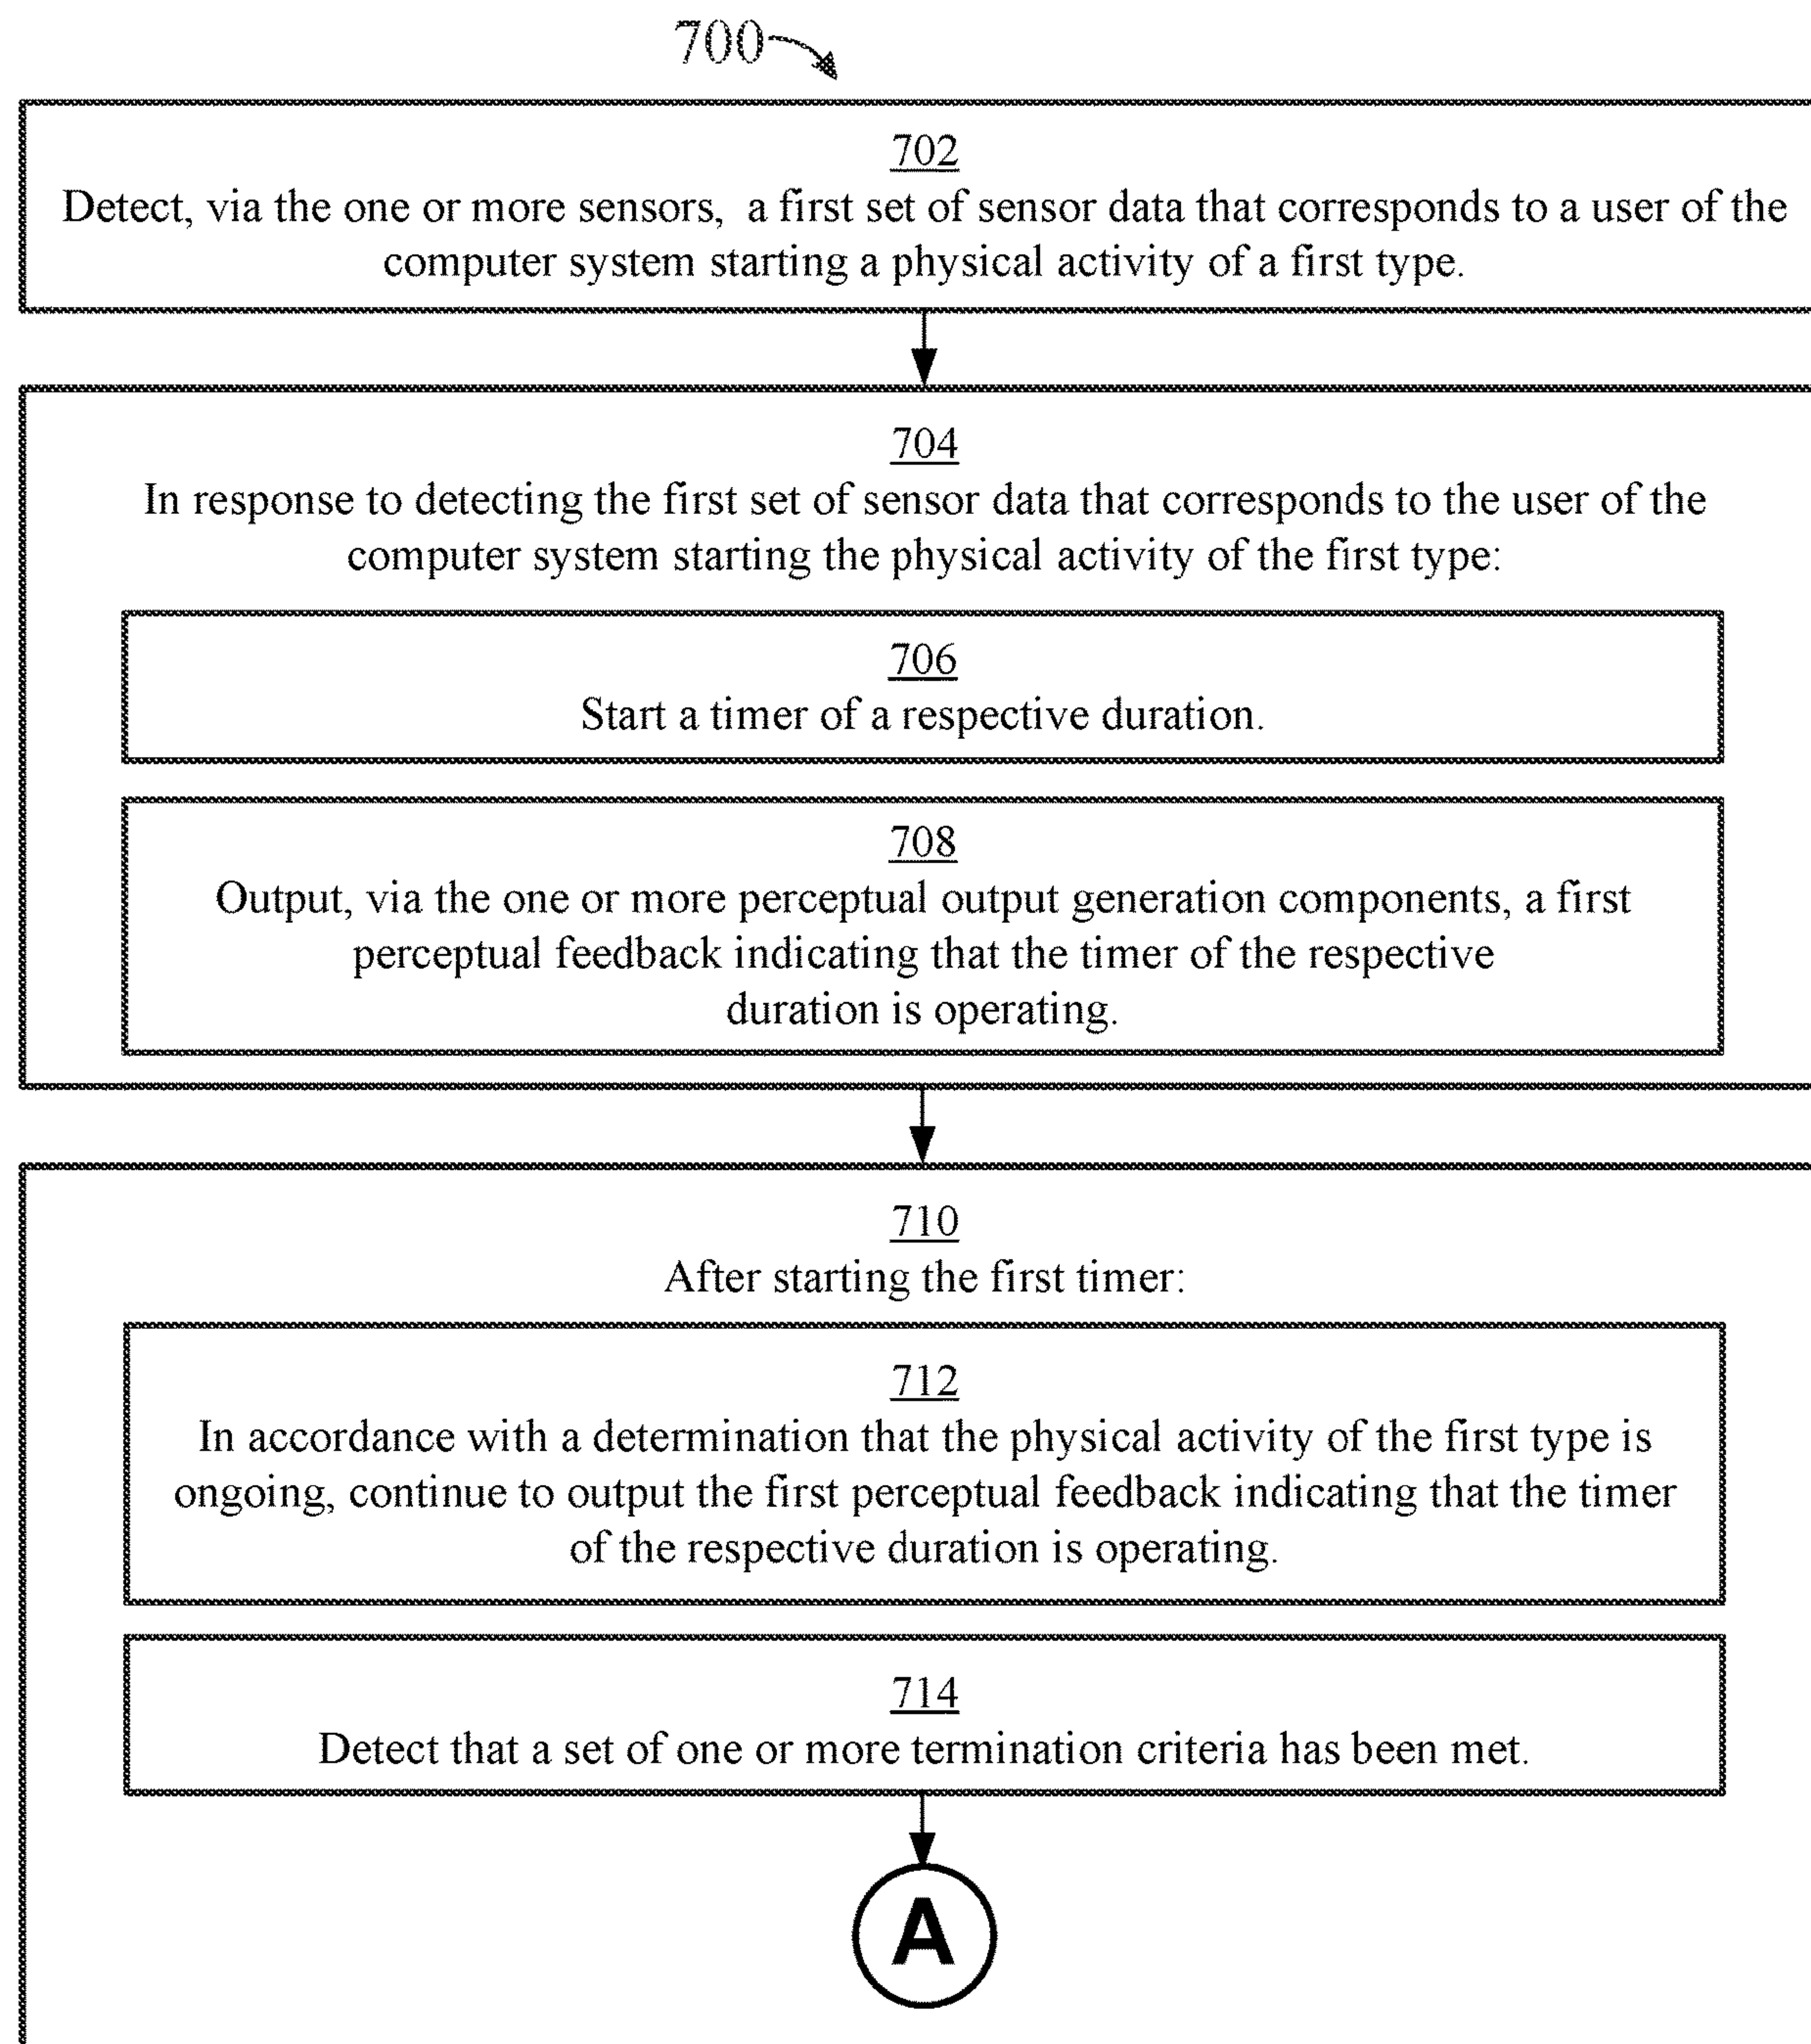 700
702
Detect, via the one or more sensors, a first set of sensor data that corresponds to a user of the
computer system starting a physical activity of a first type.
704
In response to detecting the first set of sensor data that corresponds to the user of the
computer system starting the physical activity of the first type:
706
Start a timer of a respective duration.
708
Output, via the one or more perceptual output generation components, a first
perceptual feedback indicating that the timer of the respective
duration is operating.
710
After starting the first timer:
712
In accordance with a determination that the physical activity of the first type is
ongoing, continue to output the first perceptual feedback indicating that the timer
of the respective duration is operating.
714
Detect that a set of one or more termination criteria has been met.
A